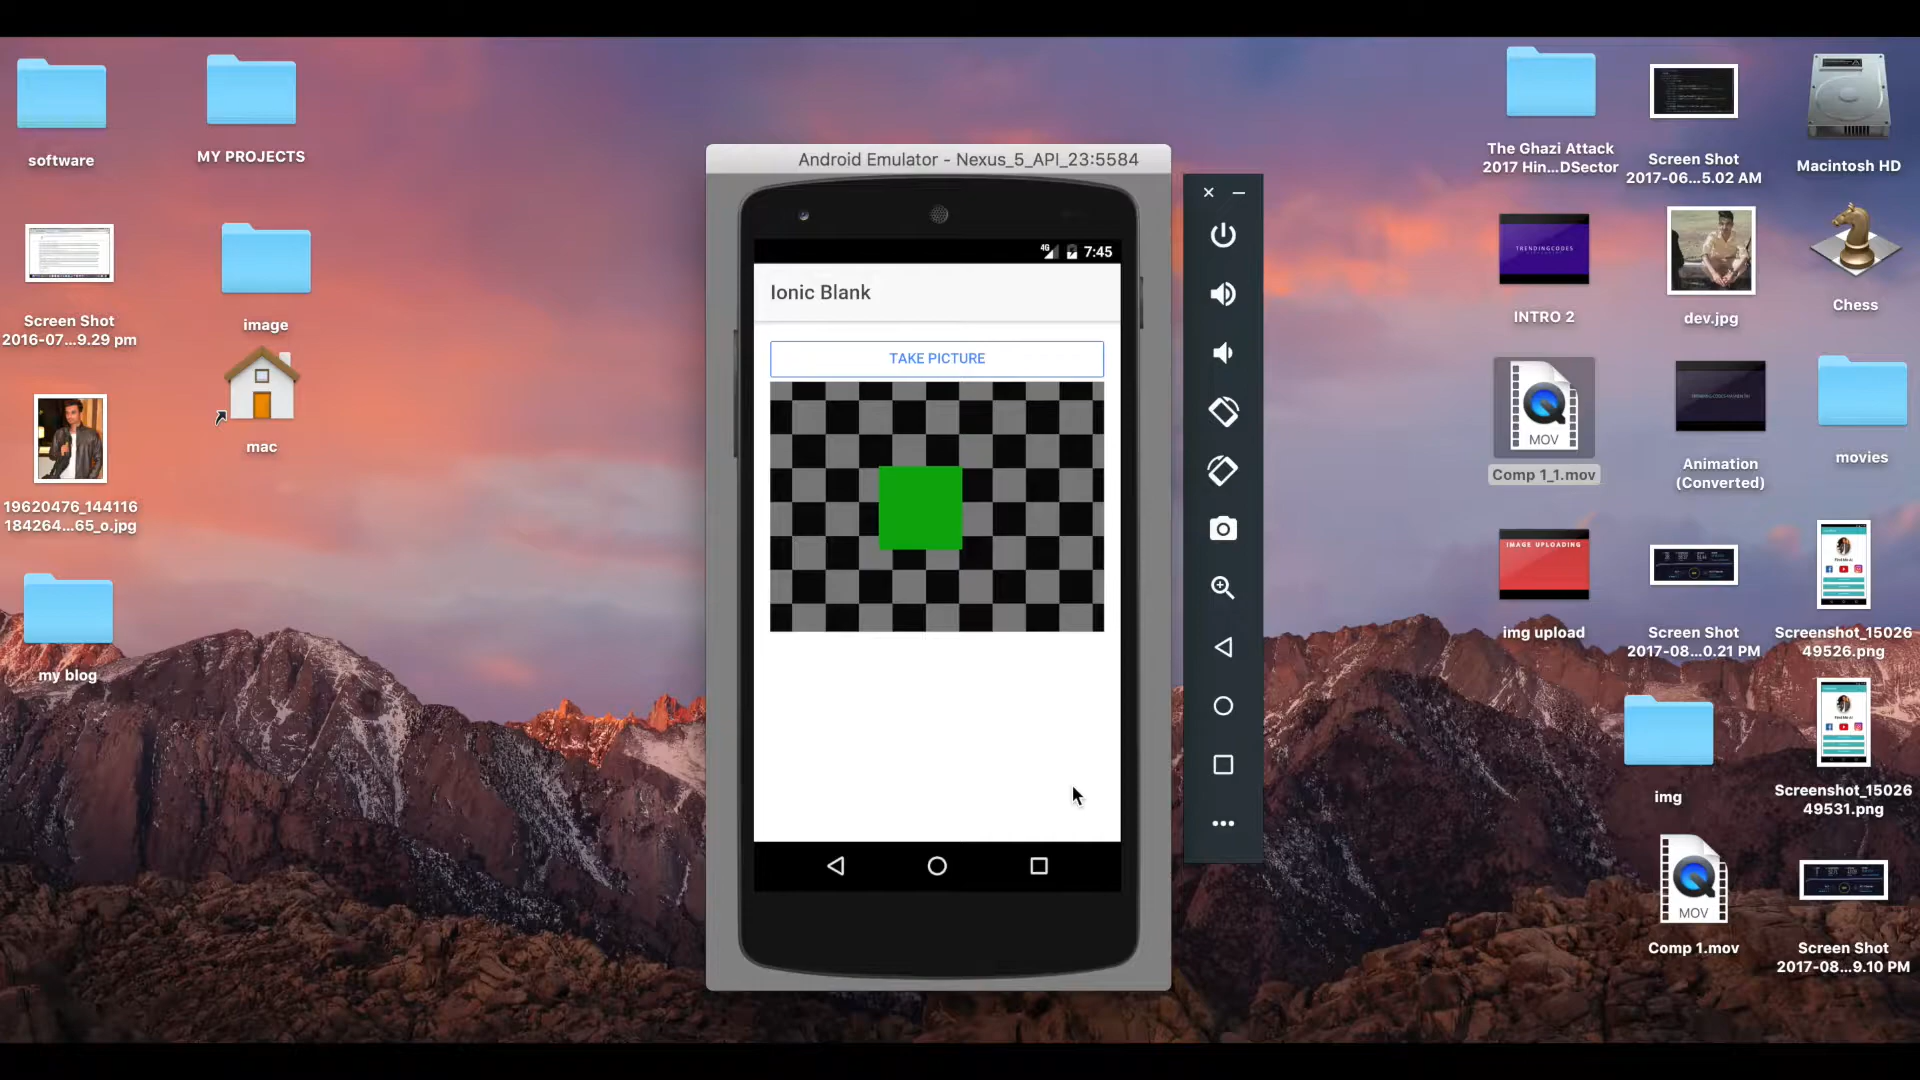 software
MY PROJECTS
Screen Shot
2016-07...9.29 pm
image
mac
19620476_144116
184264...65_o.jpg
my blog
Android Emulator - Nexus_5_API_23:5584
4G
7:45
Ionic Blank
TAKE PICTURE
The Ghazi Attack
2017 Hin...DSector
Screen Shot
2017-06...5.02 AM
Macintosh HD
TRENDINGCODES
INTRO 2
dev.jpg
Chess
MOV
Comp 1_1.mov
Animation
(Converted)
movies
IMAGE UPLOADING
img upload
Screen Shot
2017-08...0.21 PM
Screenshot_15026
49526.png
img
Screenshot_15026
49531.png
MOV
Comp 1.mov
Screen Shot
2017-08...9.10 PM